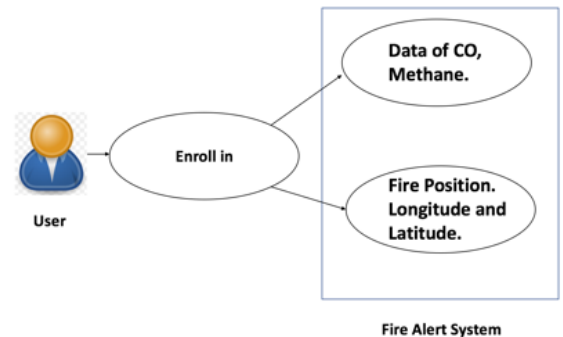 Data of CO,
Methane.
Enroll in
User
Fire Position.
Longitude and
Latitude.
Fire Alert System